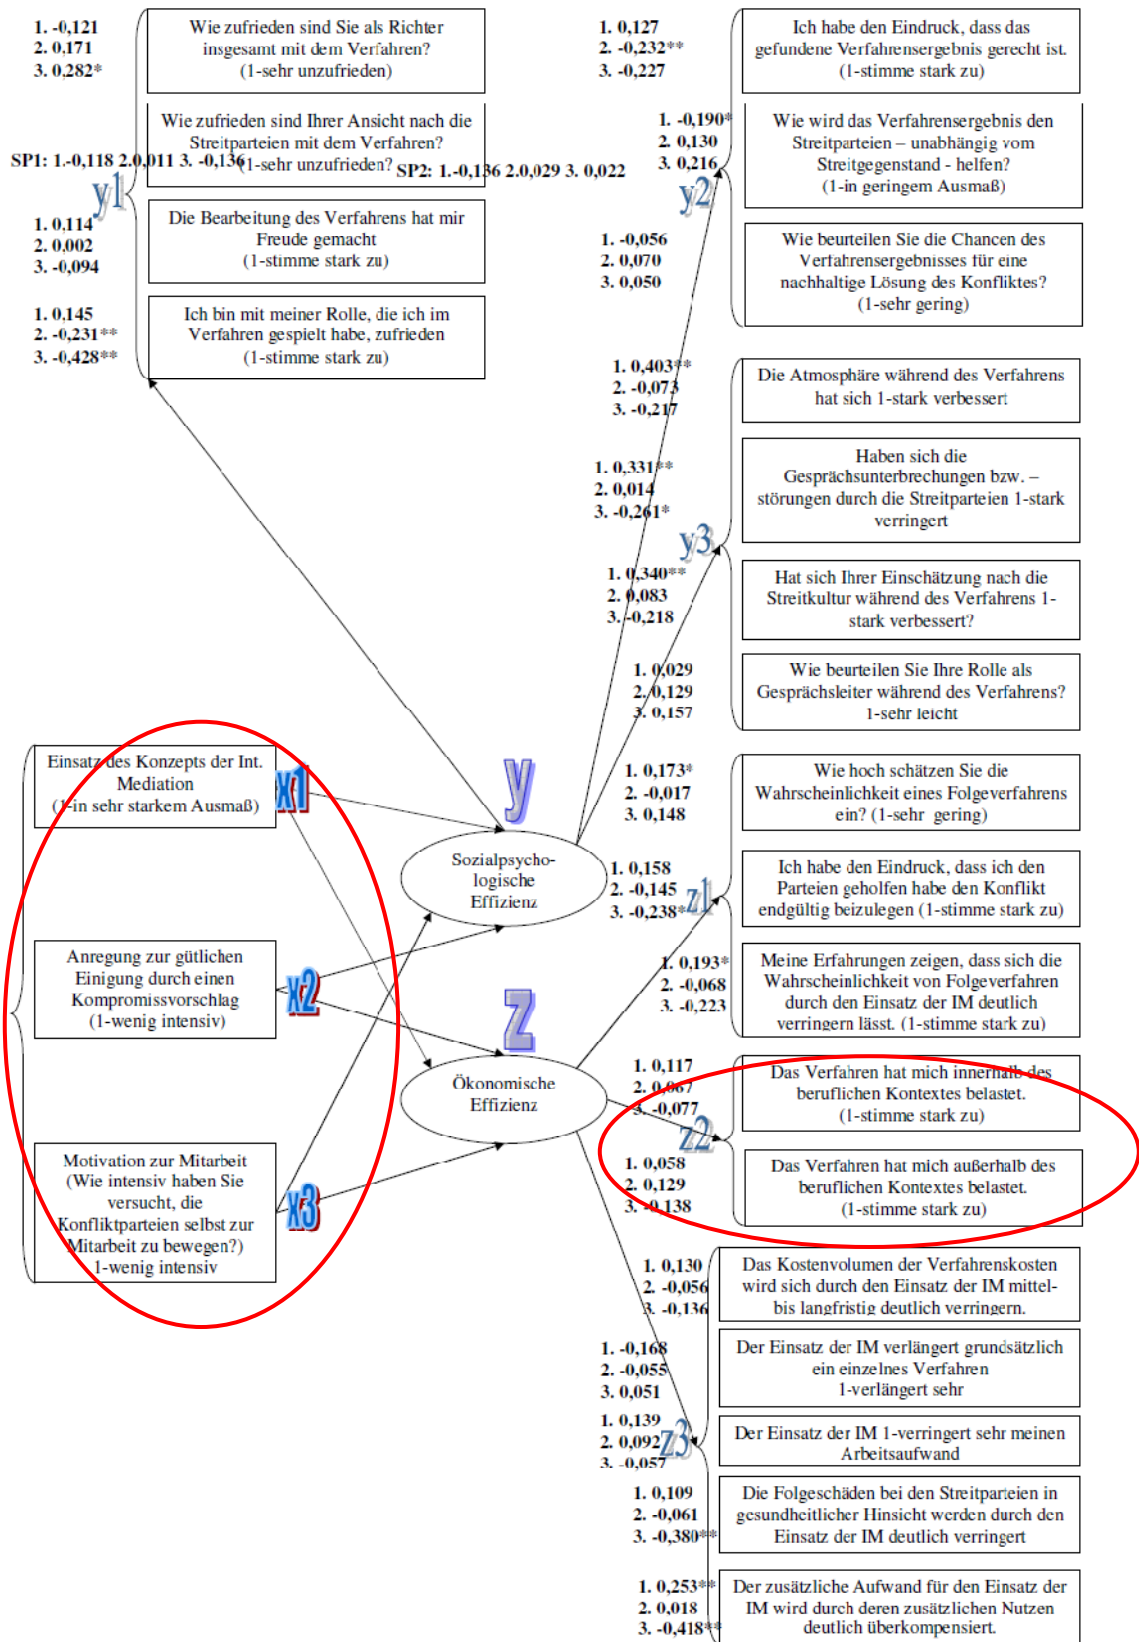 1. -0,121
2. 0,171
3. 0,282*
Wie zufrieden sind Sie als Richter
insgesamt mit dem Verfahren?
(1-sehr unzufrieden)
Wie zufrieden sind Ihrer Ansicht nach die
Streitparteien mit dem Verfahren?
(1-sehr unzufrieden?
SP1: 1.-0,118 2.0,011 3. -0,136
SP2: 1.-0,136 2.0,029 3. 0,022
y1
1. 0,114
2. 0,002
3. -0,094
Die Bearbeitung des Verfahrens hat mir
Freude gemacht
(1-stimme stark zu)
1. 0,145
2. -0,231**
3. -0,428**
Ich bin mit meiner Rolle, die ich im
Verfahren gespielt habe, zufrieden
(1-stimme stark zu)
1. 0,127
2. -0,232**
3. -0,227
Ich habe den Eindruck, dass das
gefundene Verfahrensergebnis gerecht ist.
(1-stimme stark zu)
1. -0,190*
2. 0,130
3. 0,216
y2
Wie wird das Verfahrensergebnis den
Streitparteien – unabhängig vom
Streitgegenstand - helfen?
(1-in geringem Ausmaß)
1. -0,056
2. 0,070
3. 0,050
Wie beurteilen Sie die Chancen des
Verfahrensergebnisses für eine
nachhaltige Lösung des Konfliktes?
(1-sehr gering)
1. 0,403**
2. -0,073
3. -0,217
Die Atmosphäre während des Verfahrens
hat sich 1-stark verbessert
1. 0,331**
2. 0,014
3. -0,261*
Haben sich die
Gesprächsunterbrechungen bzw. –
störungen durch die Streitparteien 1-stark
verringert
y3
1. 0,340**
2. 0,083
3. -0,218
Hat sich Ihrer Einschätzung nach die
Streitkultur während des Verfahrens 1-
stark verbessert?
1. 0,029
2. 0,129
3. 0,157
Wie beurteilen Sie Ihre Rolle als
Gesprächsleiter während des Verfahrens?
1-sehr leicht
Einsatz des Konzepts der Int.
Mediation
(1-in sehr starkem Ausmaß)
x1
Anregung zur gütlichen
Einigung durch einen
Kompromissvorschlag
(1-wenig intensiv)
x2
Motivation zur Mitarbeit
(Wie intensiv haben Sie
versucht, die
Konfliktparteien selbst zur
Mitarbeit zu bewegen?)
1-wenig intensiv
x3
y
Sozialpsycho-
logische
Effizienz
z
Ökonomische
Effizienz
1. 0,173*
2. -0,017
3. 0,148
Wie hoch schätzen Sie die
Wahrscheinlichkeit eines Folgeverfahrens
ein? (1-sehr gering)
1. 0,158
2. -0,145
3. -0,238*
z1
Ich habe den Eindruck, dass ich den
Parteien geholfen habe den Konflikt
endgültig beizulegen (1-stimme stark zu)
1. 0,193*
2. -0,068
3. -0,223
Meine Erfahrungen zeigen, dass sich die
Wahrscheinlichkeit von Folgeverfahren
durch den Einsatz der IM deutlich
verringern lässt. (1-stimme stark zu)
1. 0,117
2. 0,067
3. -0,077
Das Verfahren hat mich innerhalb des
beruflichen Kontextes belastet.
(1-stimme stark zu)
z2
1. 0,058
2. 0,129
3. -0,138
Das Verfahren hat mich außerhalb des
beruflichen Kontextes belastet.
(1-stimme stark zu)
1. 0,130
2. -0,056
3. -0,136
Das Kostenvolumen der Verfahrenskosten
wird sich durch den Einsatz der IM mittel-
bis langfristig deutlich verringern.
1. -0,168
2. -0,055
3. 0,051
Der Einsatz der IM verlängert grundsätzlich
ein einzelnes Verfahren
1-verlängert sehr
1. 0,139
2. 0,092
3. -0,057
z3
Der Einsatz der IM 1-verringert sehr meinen
Arbeitsaufwand
1. 0,109
2. -0,061
3. -0,380**
Die Folgeschäden bei den Streitparteien in
gesundheitlicher Hinsicht werden durch den
Einsatz der IM deutlich verringert
1. 0,253**
2. 0,018
3. -0,418**
Der zusätzliche Aufwand für den Einsatz der
IM wird durch deren zusätzlichen Nutzen
deutlich überkompensiert.